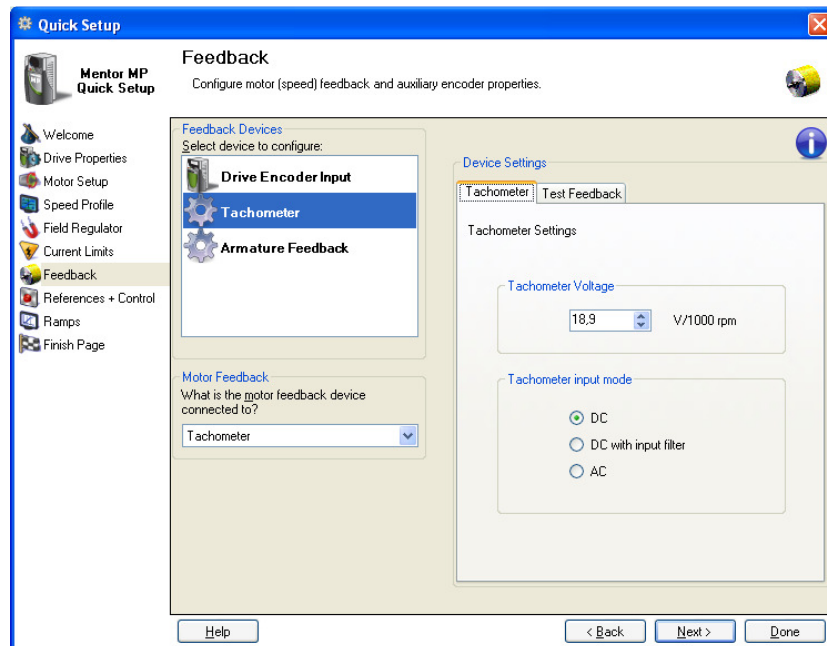 Quick Setup
Mentor MP
Quick Setup
Feedback
Configure motor (speed) feedback and auxiliary encoder properties.
Welcome
Drive Properties
Motor Setup
Speed Profile
Field Regulator
Current Limits
Feedback
References + Control
Ramps
Finish Page
Feedback Devices
Select device to configure:
Drive Encoder Input
Tachometer
Armature Feedback
Motor Feedback
What is the motor feedback device
connected to?
Tachometer
Device Settings
Tachometer Test Feedback
Tachometer Settings
Tachometer Voltage
18,9 V/1000 rpm
Tachometer input mode
DC
DC with input filter
AC
Help < Back Next > Done